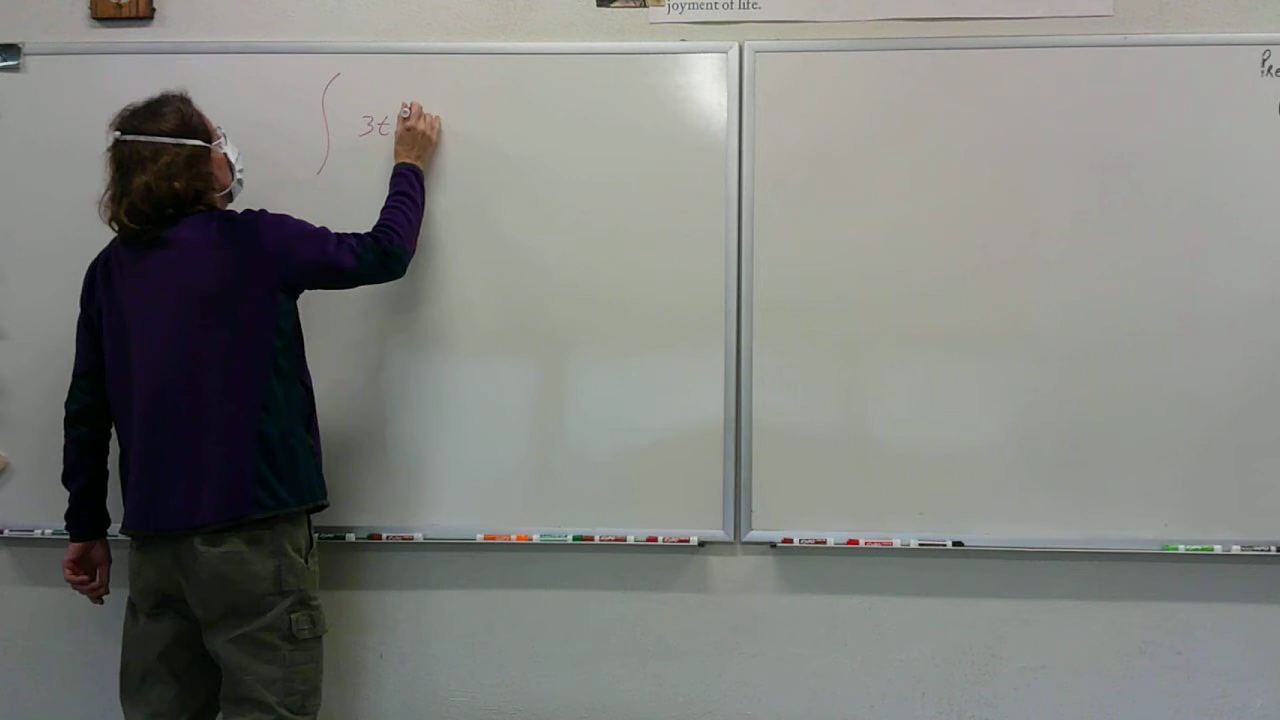 joyment of life.
∫ 3t